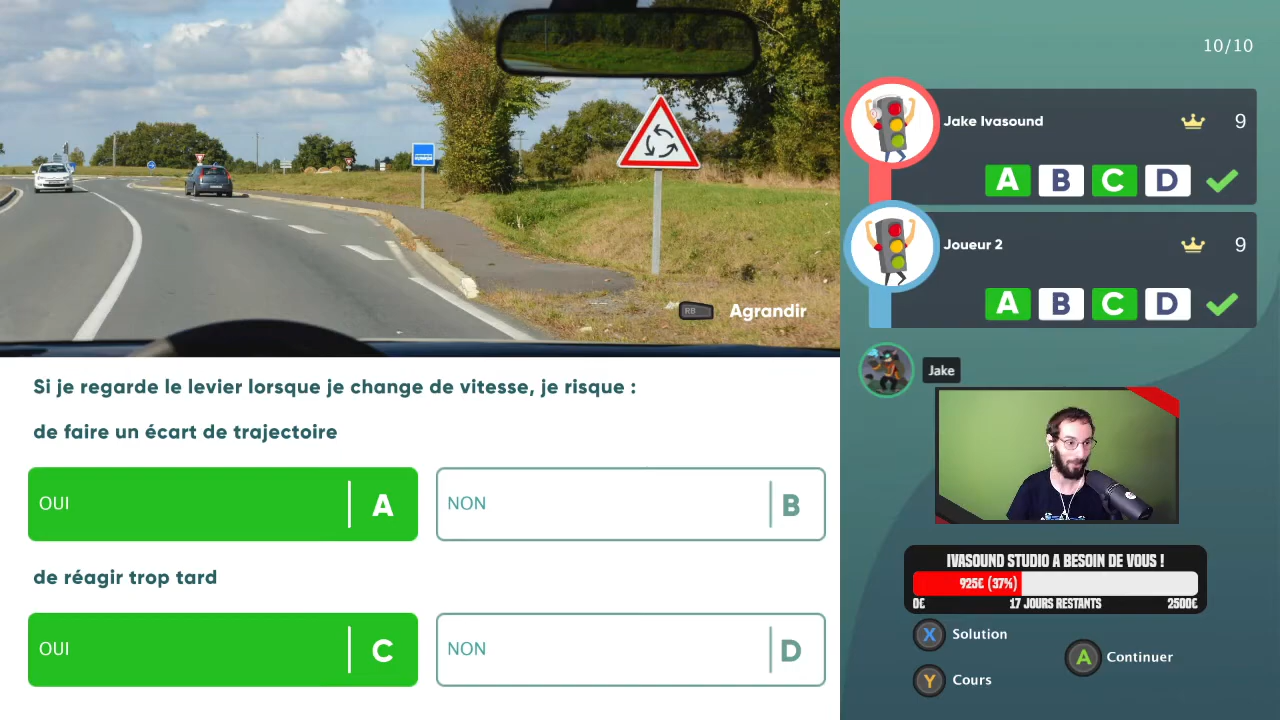 10/10
Jake Ivasound
9
A B C D
Joueur 2
9
A B C D
RB Agrandir
Si je regarde le levier lorsque je change de vitesse, je risque :
de faire un écart de trajectoire
OUI A
NON B
de réagir trop tard
OUI C
NON D
Jake
IVASOUND STUDIO A BESOIN DE VOUS !
925€ (37%)
0€ 17 JOURS RESTANTS 2500€
X Solution
A Continuer
Y Cours